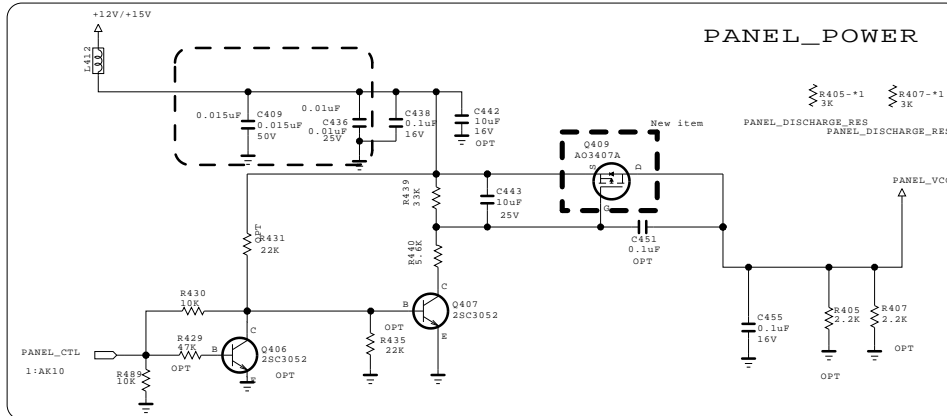 +12V/+15V
PANEL_POWER
L412
0.015uF
C409
0.015uF
50V
0.01uF
C436
0.01uF
25V
C438
0.1uF
16V
C442
10uF
16V
OPT
R405-*1
3K
R407-*1
3K
PANEL_DISCHARGE_RES
PANEL_DISCHARGE_RES
New item
Q409
AO3407A
S
D
G
R439
33K
C443
10uF
25V
PANEL_VCC
OPT
R431
22K
R440
5.6K
C451
0.1uF
OPT
R430
10K
B
C
Q407
2SC3052
E
R429
47K
OPT
PANEL_CTL
1:AK10
R489
10K
B
C
Q406
2SC3052
E
OPT
OPT
R435
22K
C455
0.1uF
16V
R405
2.2K
OPT
R407
2.2K
OPT